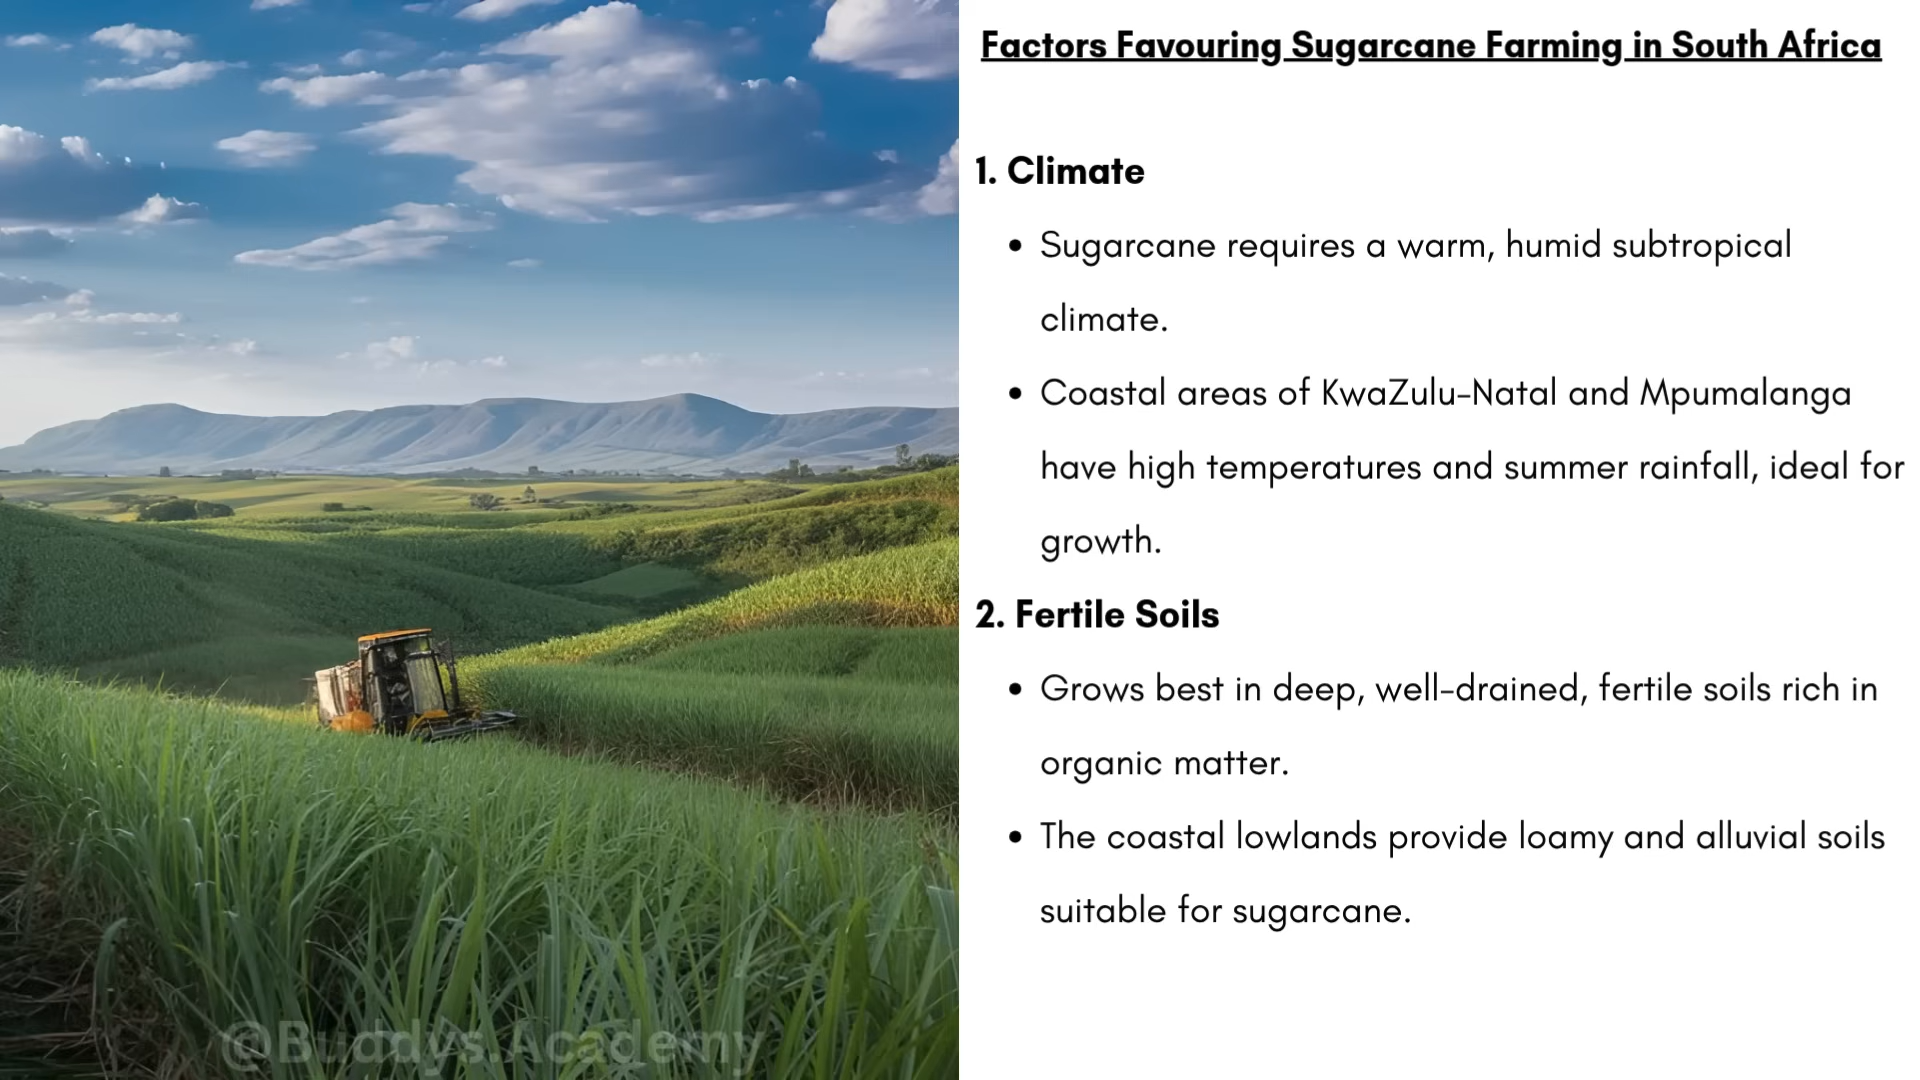 Factors Favouring Sugarcane Farming in South Africa
1. Climate
• Sugarcane requires a warm, humid subtropical
climate.
• Coastal areas of KwaZulu-Natal and Mpumalanga
have high temperatures and summer rainfall, ideal for
growth.
2. Fertile Soils
• Grows best in deep, well-drained, fertile soils rich in
organic matter.
• The coastal lowlands provide loamy and alluvial soils
suitable for sugarcane.
@Buddys.Academy